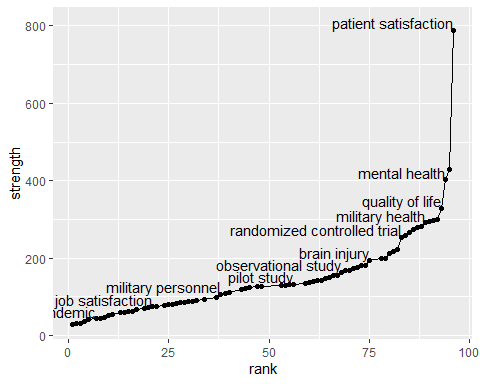 800
600
400
200
0
strength
patient satisfaction
mental health
quality of life
military health
randomized controlled trial
brain injury
observational study
pilot study
military personnel
job satisfaction
demic
0
25
50
75
100
rank